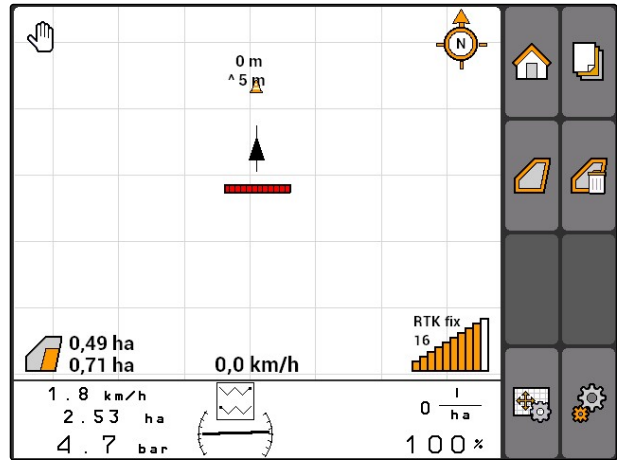 0 m
^ 5 m
N
RTK fix
16
0,49 ha
0,71 ha
0,0 km/h
1.8 km/h
2.53 ha
4.7 bar
0 l/ha
100%